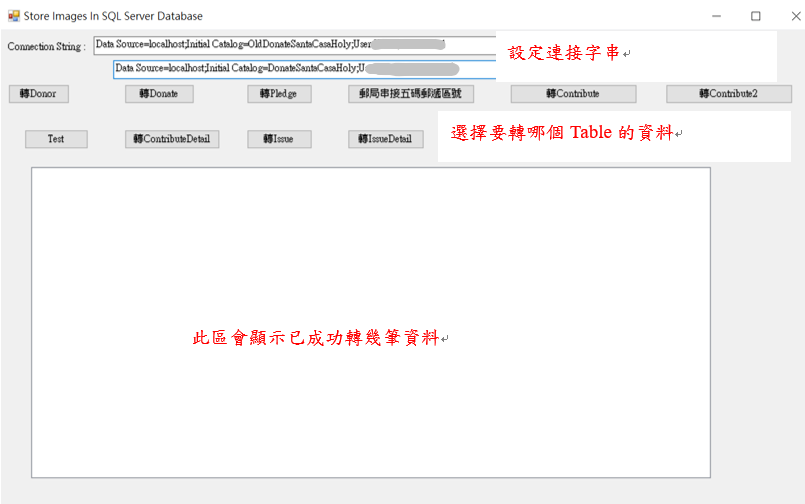 Store Images In SQL Server Database
Connection String :
Data Source=localhost;Initial Catalog=OldDonateSantaCasaHoly;User
設定連接字串
Data Source=localhost;Initial Catalog=DonateSantaCasaHoly;U
轉Donor 轉Donate 轉Pledge 郵局串接五碼郵遞區號 轉Contribute 轉Contribute2
Test 轉ContributeDetail 轉Issue 轉IssueDetail
選擇要轉哪個 Table 的資料
此區會顯示已成功轉幾筆資料